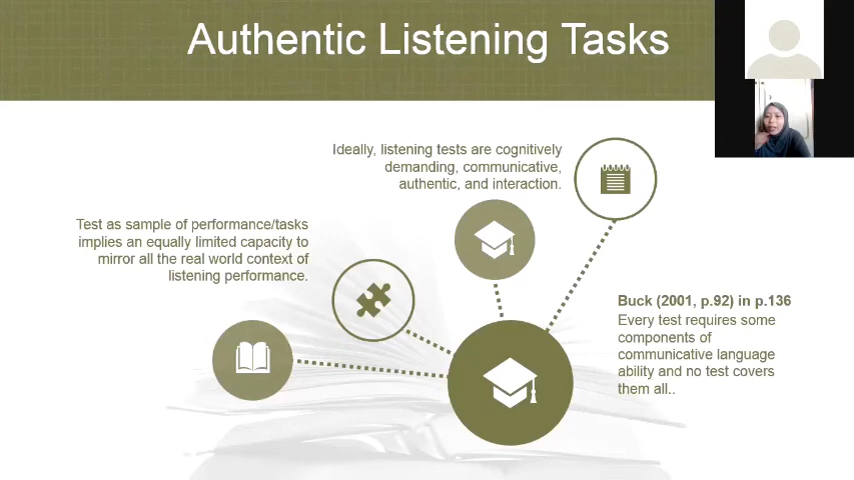 Authentic Listening Tasks
Ideally, listening tests are cognitively
demanding, communicative,
authentic, and interaction.
Test as sample of performance/tasks
implies an equally limited capacity to
mirror all the real world context of
listening performance.
Buck (2001, p.92) in p.136
Every test requires some
components of
communicative language
ability and no test covers
them all..